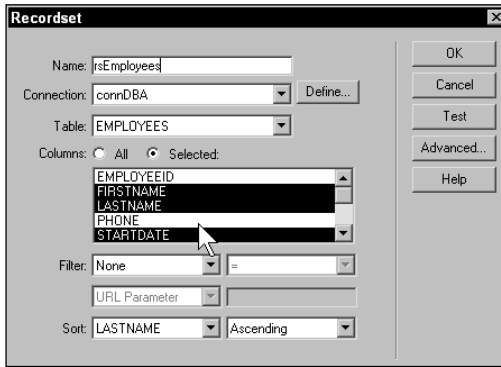 Recordset
Name: rsEmployees
Connection: connDBA Define...
Table: EMPLOYEES
Columns: All Selected:
EMPLOYEEID
FIRSTNAME
LASTNAME
PHONE
STARTDATE
Filter: None =
URL Parameter
Sort: LASTNAME Ascending
OK
Cancel
Test
Advanced...
Help